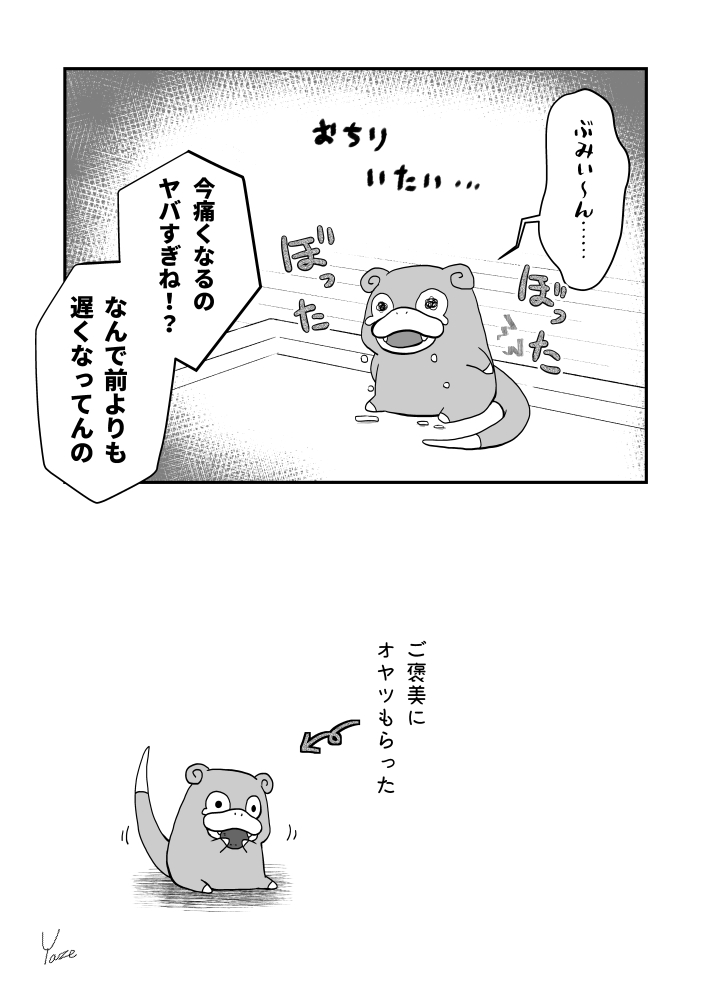 ぶみぃ〜ん……
おちり
いたい…
ぼった
ぼった
今痛くなるの
ヤバすぎね!?
なんで前よりも
遅くなってんの
ご褒美に
オヤツもらった
Yaze